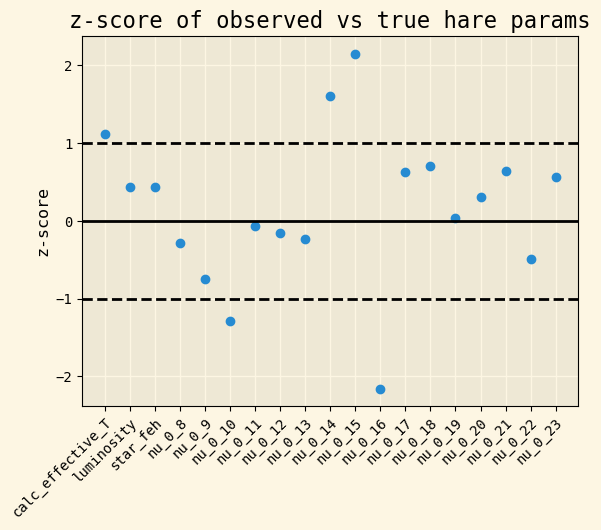 z-score of observed vs true hare params
z-score
2
1
0
−1
−2
calc_effective_T
luminosity
star_feh
nu_0_8
nu_0_9
nu_0_10
nu_0_11
nu_0_12
nu_0_13
nu_0_14
nu_0_15
nu_0_16
nu_0_17
nu_0_18
nu_0_19
nu_0_20
nu_0_21
nu_0_22
nu_0_23